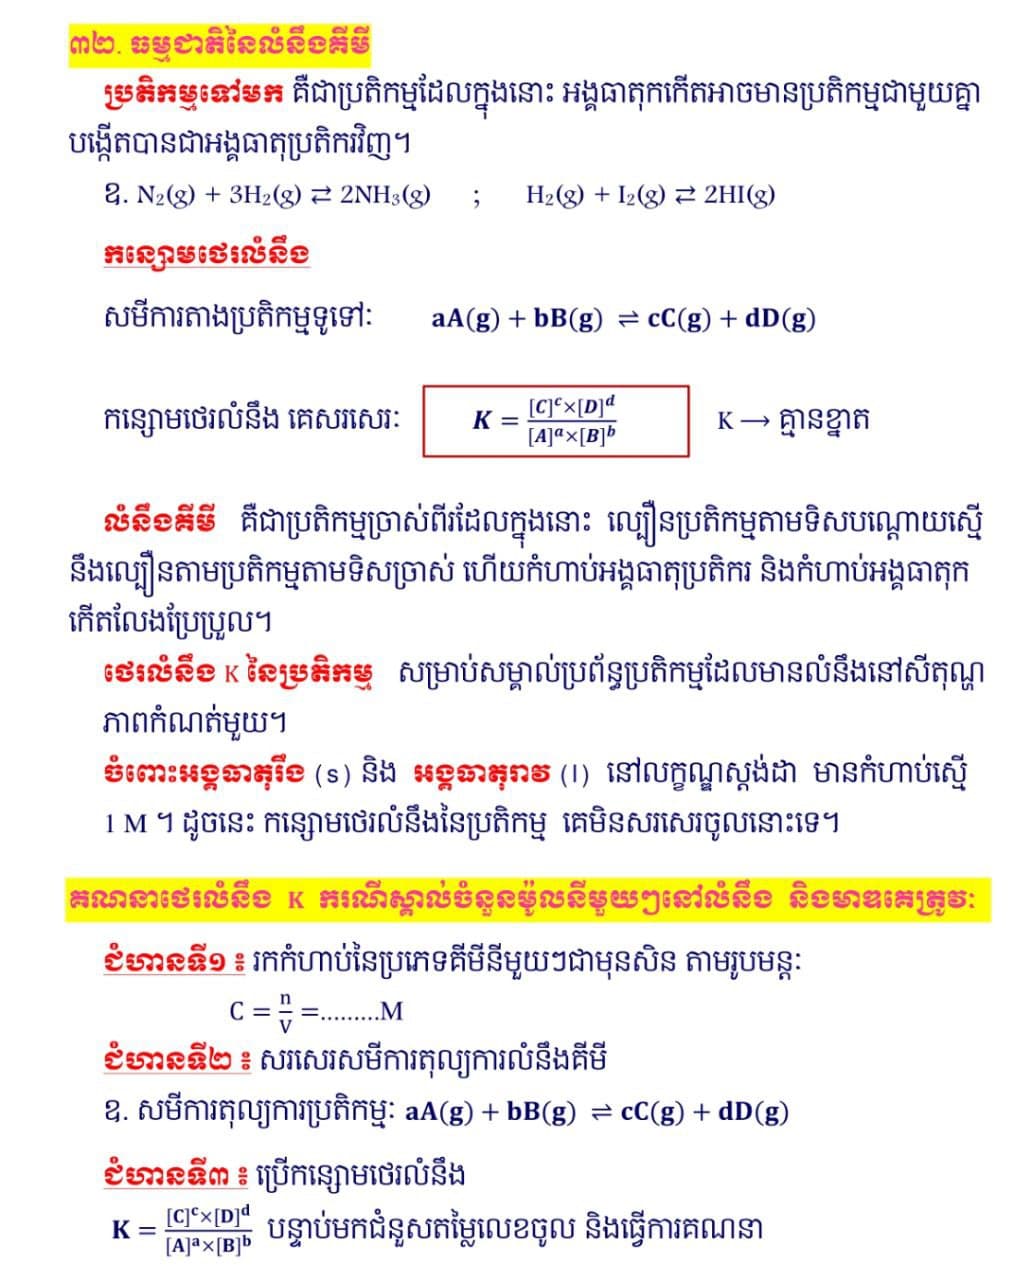 ៣២. ធម្មជាតិនៃលំនឹងគីមី
ប្រតិកម្មទៅមក គឺជាប្រតិកម្មដែលក្នុងនោះ អង្គធាតុកកើតអាចមានប្រតិកម្មជាមួយគ្នា
បង្កើតបានជាអង្គធាតុប្រតិករវិញ។
ឩ. N₂(g) + 3H₂(g) ⇄ 2NH₃(g) ; H₂(g) + I₂(g) ⇄ 2HI(g)
កន្សោមថេរលំនឹង
សមីការតាងប្រតិកម្មទូទៅ: aA(g) + bB(g) ⇌ cC(g) + dD(g)
កន្សោមថេរលំនឹង គេសរសេរ: K = [C]ᶜ×[D]ᵈ / [A]ᵃ×[B]ᵇ K ⟶ គ្មានខ្នាត
លំនឹងគីមី គឺជាប្រតិកម្មច្រាស់ពីរដែលក្នុងនោះ ល្បឿនប្រតិកម្មតាមទិសបណ្តោយស្មើ
នឹងល្បឿនតាមប្រតិកម្មតាមទិសច្រាស់ ហើយកំហាប់អង្គធាតុប្រតិករ និងកំហាប់អង្គធាតុក
កើតលែងប្រែប្រួល។
ថេរលំនឹង K នៃប្រតិកម្ម សម្រាប់សម្គាល់ប្រព័ន្ធប្រតិកម្មដែលមានលំនឹងនៅសីតុណ្ហ
ភាពកំណត់មួយ។
ចំពោះអង្គធាតុរឹង (s) និង អង្គធាតុរាវ (l) នៅលក្ខណ្ឌស្តង់ដា មានកំហាប់ស្មើ
1 M ។ ដូចនេះ កន្សោមថេរលំនឹងនៃប្រតិកម្ម គេមិនសរសេរចូលនោះទេ។
គណនាថេរលំនឹង K ករណីស្គាល់ចំនួនម៉ូលនីមួយៗនៅលំនឹង និងមាឌគេត្រូវ:
ជំហានទី១ ៖ រកកំហាប់នៃប្រភេទគីមីនីមួយៗជាមុនសិន តាមរូបមន្ត:
C = n/V =.........M
ជំហានទី២ ៖ សរសេរសមីការតុល្យការលំនឹងគីមី
ឩ. សមីការតុល្យការប្រតិកម្ម: aA(g) + bB(g) ⇌ cC(g) + dD(g)
ជំហានទី៣ ៖ ប្រើកន្សោមថេរលំនឹង
K = [C]ᶜ×[D]ᵈ / [A]ᵃ×[B]ᵇ បន្ទាប់មកជំនួសតម្លៃលេខចូល និងធ្វើការគណនា